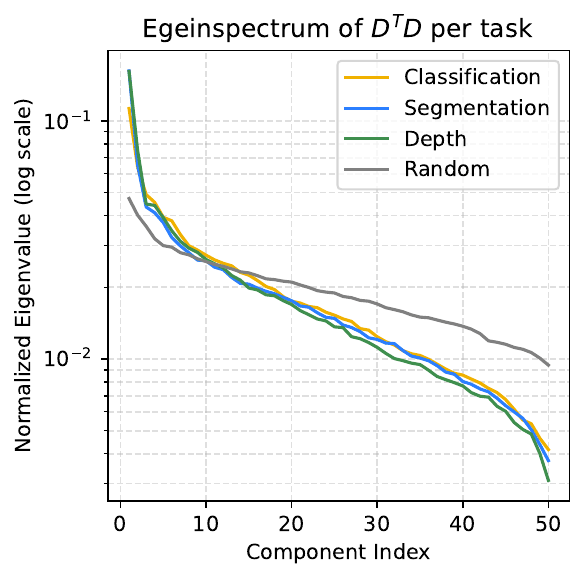 Egeinspectrum of $D^T D$ per task
Classification
Segmentation
Depth
Random
Normalized Eigenvalue (log scale)
10⁻¹
10⁻²
0 10 20 30 40 50
Component Index